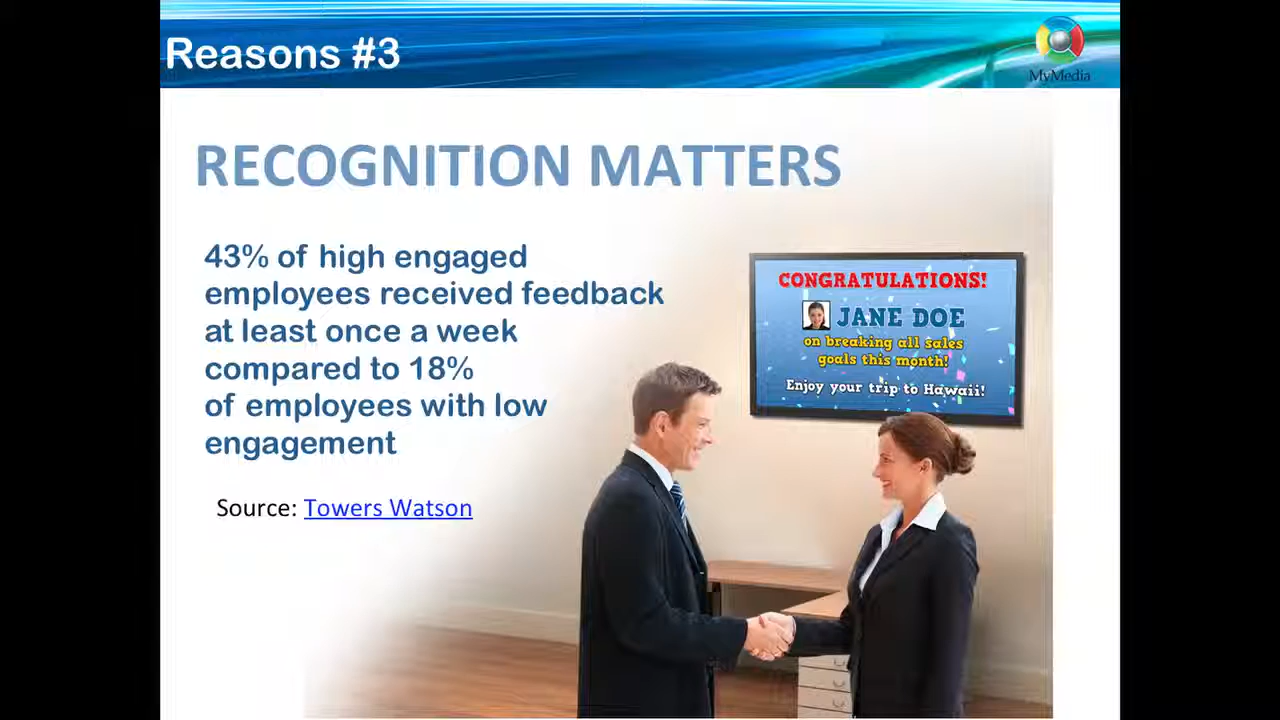 Reasons #3
MyMedia
RECOGNITION MATTERS
43% of high engaged
employees received feedback
at least once a week
compared to 18%
of employees with low
engagement
Source: Towers Watson
CONGRATULATIONS!
JANE DOE
on breaking all sales
goals this month!
Enjoy your trip to Hawaii!